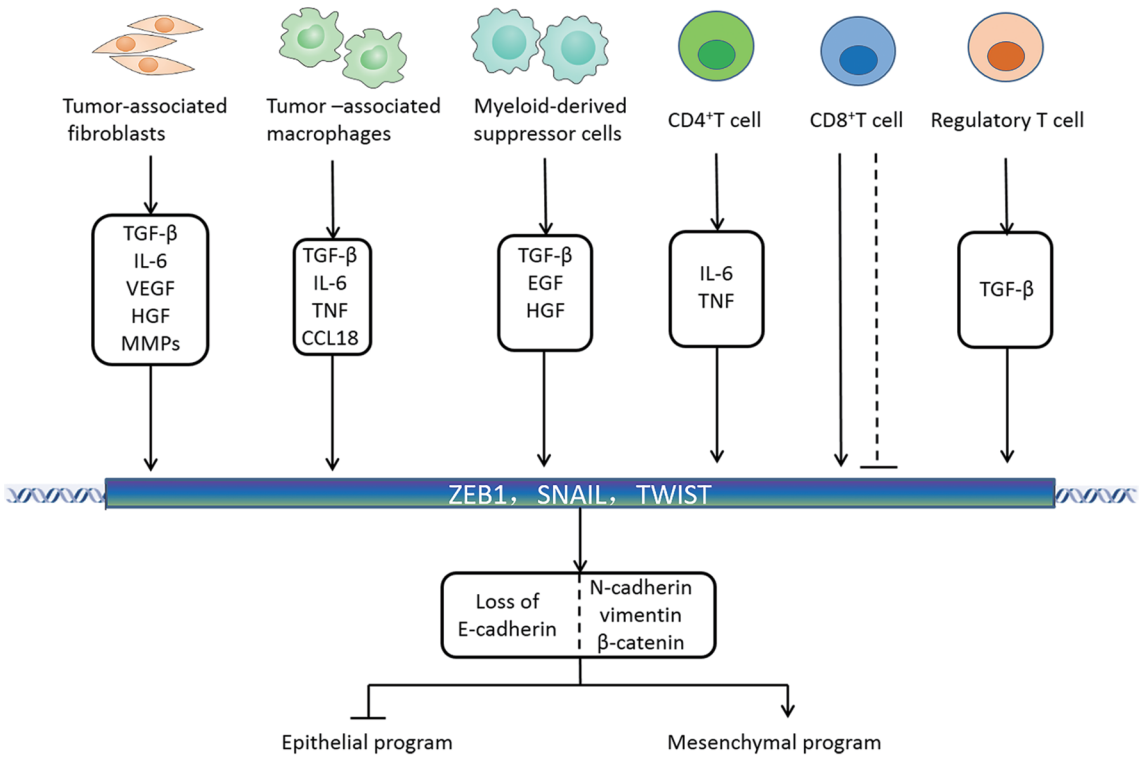 Tumor-associated
fibroblasts
Tumor –associated
macrophages
Myeloid-derived
suppressor cells
CD4⁺T cell
CD8⁺T cell
Regulatory T cell
TGF-β
IL-6
VEGF
HGF
MMPs
TGF-β
IL-6
TNF
CCL18
TGF-β
EGF
HGF
IL-6
TNF
TGF-β
ZEB1，SNAIL，TWIST
Loss of
E-cadherin
N-cadherin
vimentin
β-catenin
Epithelial program
Mesenchymal program